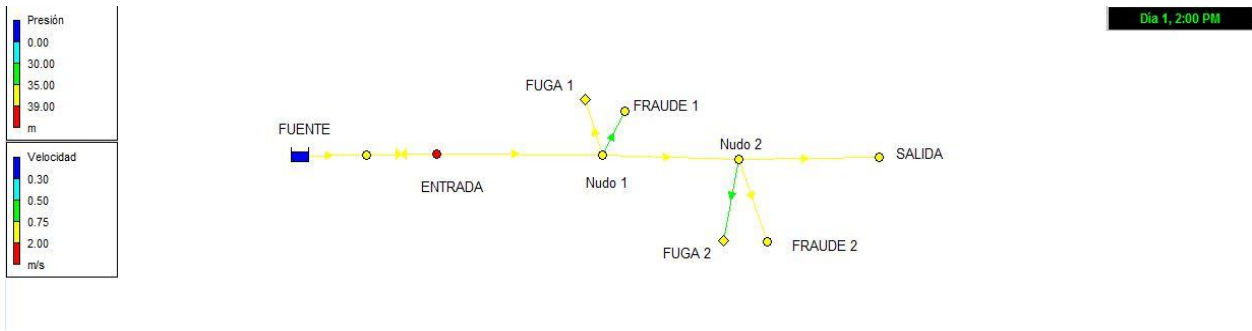 Presión
0.00
30.00
35.00
39.00
m
Velocidad
0.30
0.50
0.75
2.00
m/s
Día 1, 2:00 PM
FUGA 1
FRAUDE 1
FUENTE
Nudo 2
SALIDA
ENTRADA
Nudo 1
FUGA 2
FRAUDE 2